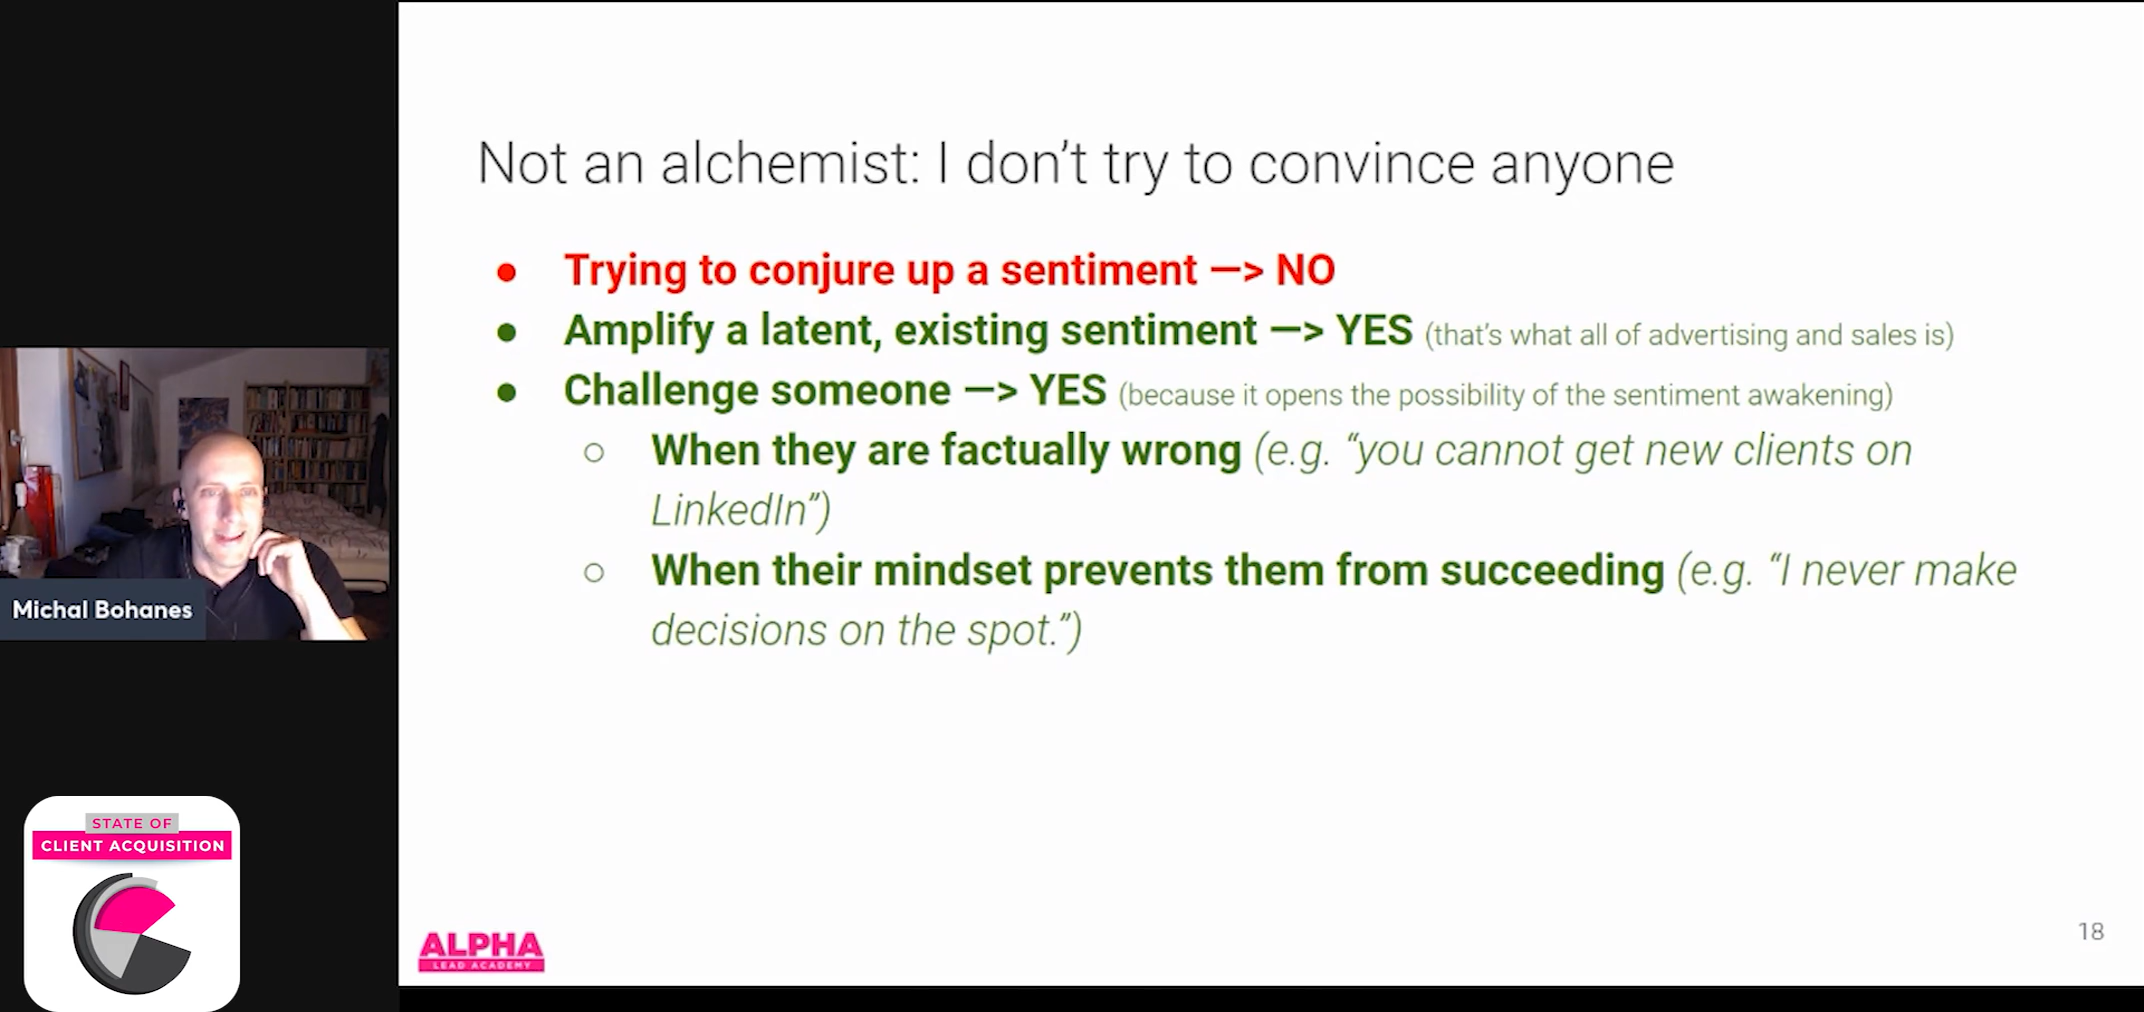 Not an alchemist: I don’t try to convince anyone
● Trying to conjure up a sentiment —> NO
● Amplify a latent, existing sentiment —> YES (that’s what all of advertising and sales is)
● Challenge someone —> YES (because it opens the possibility of the sentiment awakening)
○ When they are factually wrong (e.g. “you cannot get new clients on
LinkedIn”)
○ When their mindset prevents them from succeeding (e.g. “I never make
decisions on the spot.”)
Michal Bohanes
STATE OF
CLIENT ACQUISITION
ALPHA
LEAD ACADEMY
18